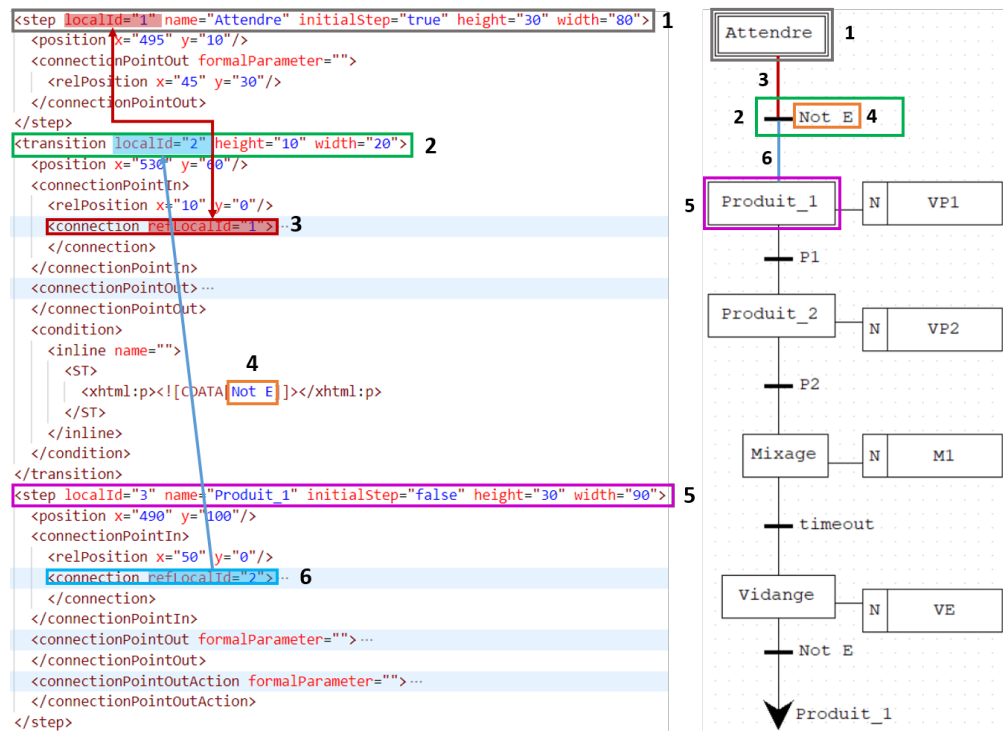 <step localId="1" name="Attendre" initialStep="true" height="30" width="80"> 1
<position x="495" y="10"/>
<connectionPointOut formalParameter="">
<relPosition x="45" y="30"/>
</connectionPointOut>
</step>
<transition localId="2" height="10" width="20"> 2
<position x="530" y="60"/>
<connectionPointIn>
<relPosition x="10" y="0"/>
<connection refLocalId="1"> ··· 3
</connection>
</connectionPointIn>
<connectionPointOut> ···
</connectionPointOut>
<condition>
<inline name="">
4
<ST>
<xhtml:p><![CDATA[Not E]]></xhtml:p>
</ST>
</inline>
</condition>
</transition>
<step localId="3" name="Produit_1" initialStep="false" height="30" width="90"> 5
<position x="490" y="100"/>
<connectionPointIn>
<relPosition x="50" y="0"/>
<connection refLocalId="2"> ··· 6
</connection>
</connectionPointIn>
<connectionPointOut formalParameter=""> ···
</connectionPointOut>
<connectionPointOutAction formalParameter=""> ···
</connectionPointOutAction>
</step>
Attendre 1
3
2 Not E 4
6
5 Produit_1 N VP1
P1
Produit_2 N VP2
P2
Mixage N M1
timeout
Vidange N VE
Not E
Produit_1